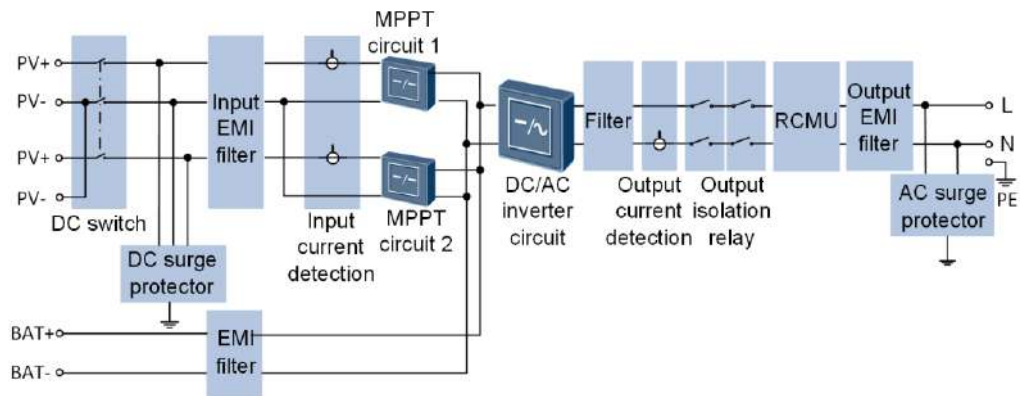 PV+
PV-
PV+
PV-
DC switch
DC surge
protector
Input
EMI
filter
Input
current
detection
MPPT
circuit 1
MPPT
circuit 2
DC/AC
inverter
circuit
Filter
Output
current
detection
Output
isolation
relay
RCMU
Output
EMI
filter
L
N
PE
AC surge
protector
BAT+
BAT-
EMI
filter